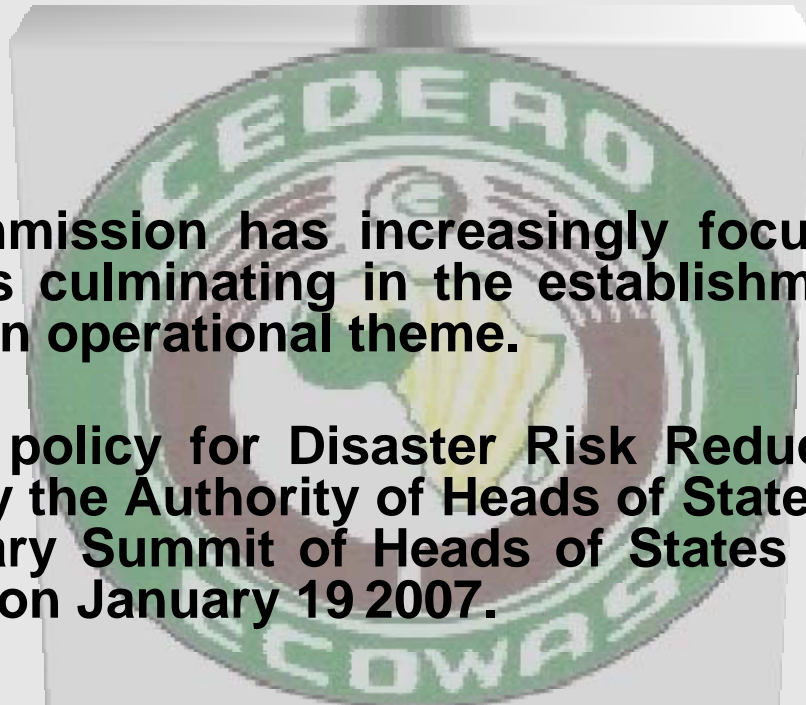 CEDEAO
mmission has increasingly focu
s culminating in the establishm
n operational theme.
policy for Disaster Risk Reduc
y the Authority of Heads of State
ary Summit of Heads of States
on January 19 2007.
ECOWAS